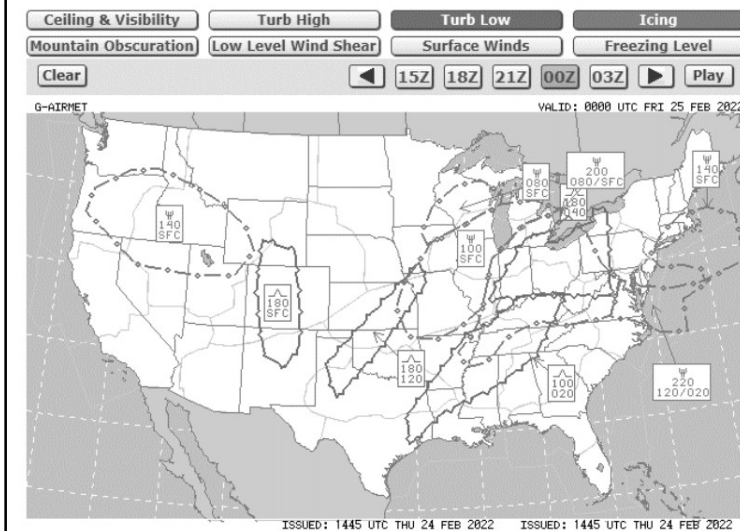 Ceiling & Visibility Turb High Turb Low Icing
Mountain Obscuration Low Level Wind Shear Surface Winds Freezing Level
Clear ◀ 15Z 18Z 21Z 00Z 03Z ▶ Play
G-AIRMET VALID: 0000 UTC FRI 25 FEB 2022
200
080/SFC
080
SFC
140
SFC
180
040
140
SFC
100
SFC
180
SFC
180
120
100
020
220
120/020
ISSUED: 1445 UTC THU 24 FEB 2022 ISSUED: 1445 UTC THU 24 FEB 2022